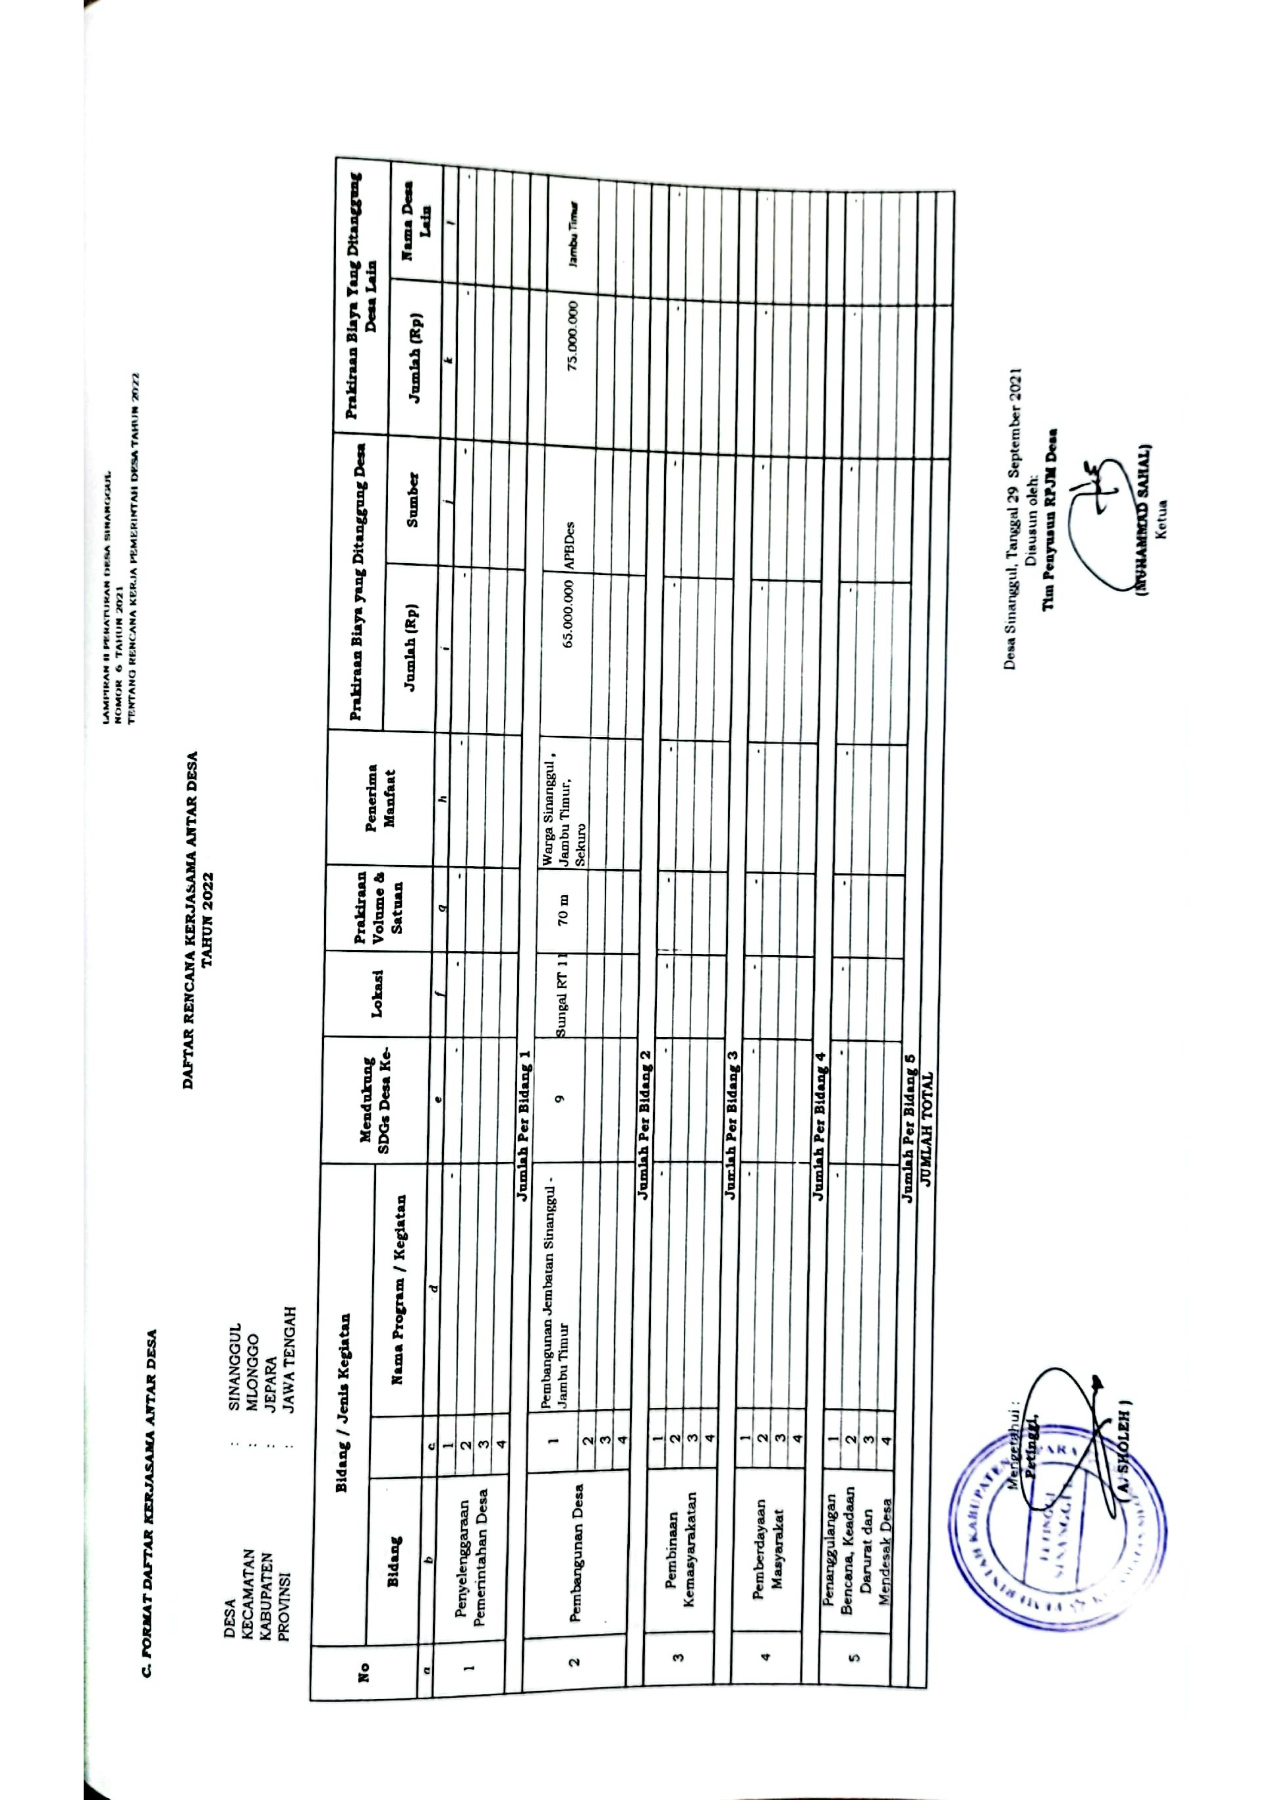 LAMPIRAN II PERATURAN DESA SINANGGUL
NOMOR 6 TAHUN 2021
TENTANG RENCANA KERJA PEMERINTAH DESA TAHUN 2022
C. FORMAT DAFTAR KERJASAMA ANTAR DESA
DAFTAR RENCANA KERJASAMA ANTAR DESA
TAHUN 2022
DESA : SINANGGUL
KECAMATAN : MLONGGO
KABUPATEN : JEPARA
PROVINSI : JAWA TENGAH
No
Bidang / Jenis Kegiatan
Mendukung SDGs Desa Ke-
Lokasi
Prakiraan Volume & Satuan
Penerima Manfaat
Prakiraan Biaya yang Ditanggung Desa
Prakiraan Biaya Yang Ditanggung Desa Lain
Bidang
Nama Program / Kegiatan
Jumlah (Rp)
Sumber
Jumlah (Rp)
Nama Desa Lain
a b c d e f g h i j k l
1 Penyelenggaraan Pemerintahan Desa
1 - - - - - - - - -
2
3
4
Jumlah Per Bidang 1
2 Pembangunan Desa
1 Pembangunan Jembatan Sinanggul - Jambu Timur 9 Sungai RT 11 70 m Warga Sinanggul , Jambu Timur, Sekuro 65.000.000 APBDes 75.000.000 Jambu Timur
2
3
4
Jumlah Per Bidang 2
3 Pembinaan Kemasyarakatan
1 - - - - - - - - -
2
3
4
Jumlah Per Bidang 3
4 Pemberdayaan Masyarakat
1 - - - - - - - - -
2
3
4
Jumlah Per Bidang 4
5 Penanggulangan Bencana, Keadaan Darurat dan Mendesak Desa
1 - - - - - - - - -
2
3
4
Jumlah Per Bidang 5
JUMLAH TOTAL
Mengetahui :
Petinggi,
PETINGGI
SINANGGUL
( A. SHOLEH )
Desa Sinanggul, Tanggal 29 September 2021
Disusun oleh:
Tim Penyusun RPJM Desa
(MUHAMMAD SAHAL)
Ketua